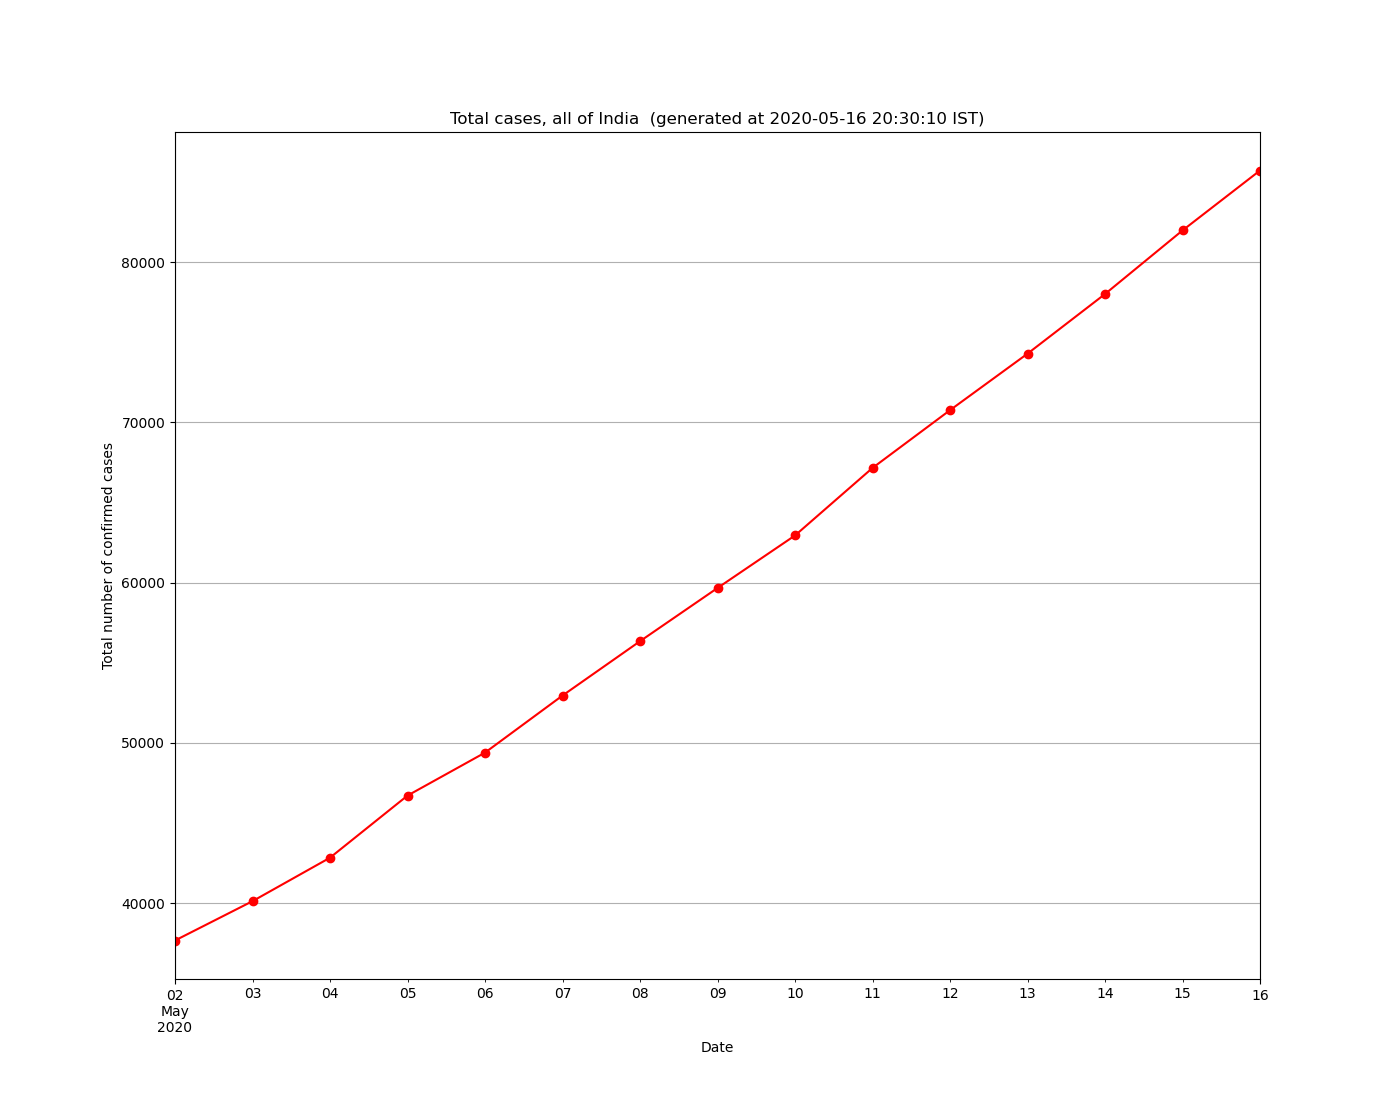 Total cases, all of India  (generated at 2020-05-16 20:30:10 IST)
Total number of confirmed cases
80000
70000
60000
50000
40000
02 03 04 05 06 07 08 09 10 11 12 13 14 15 16
May
2020
Date